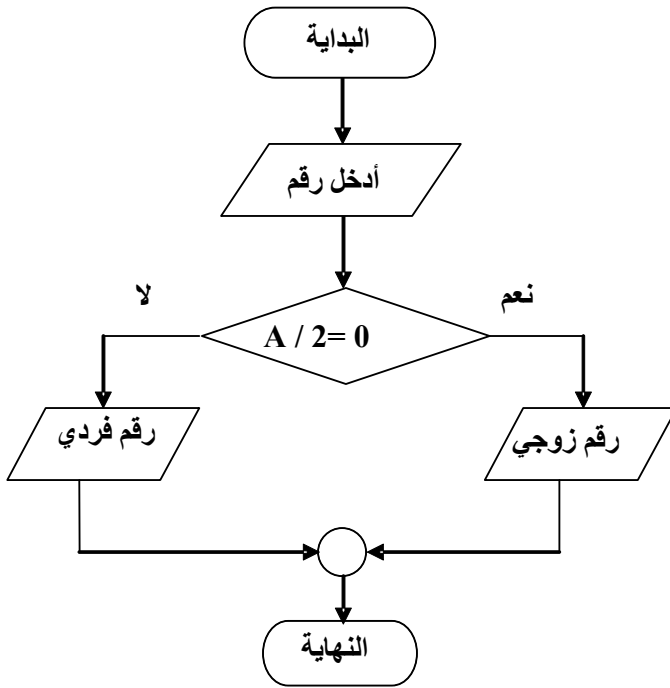 البداية
أدخل رقم
نعم
لا
A / 2= 0
رقم زوجي
رقم فردي
النهاية